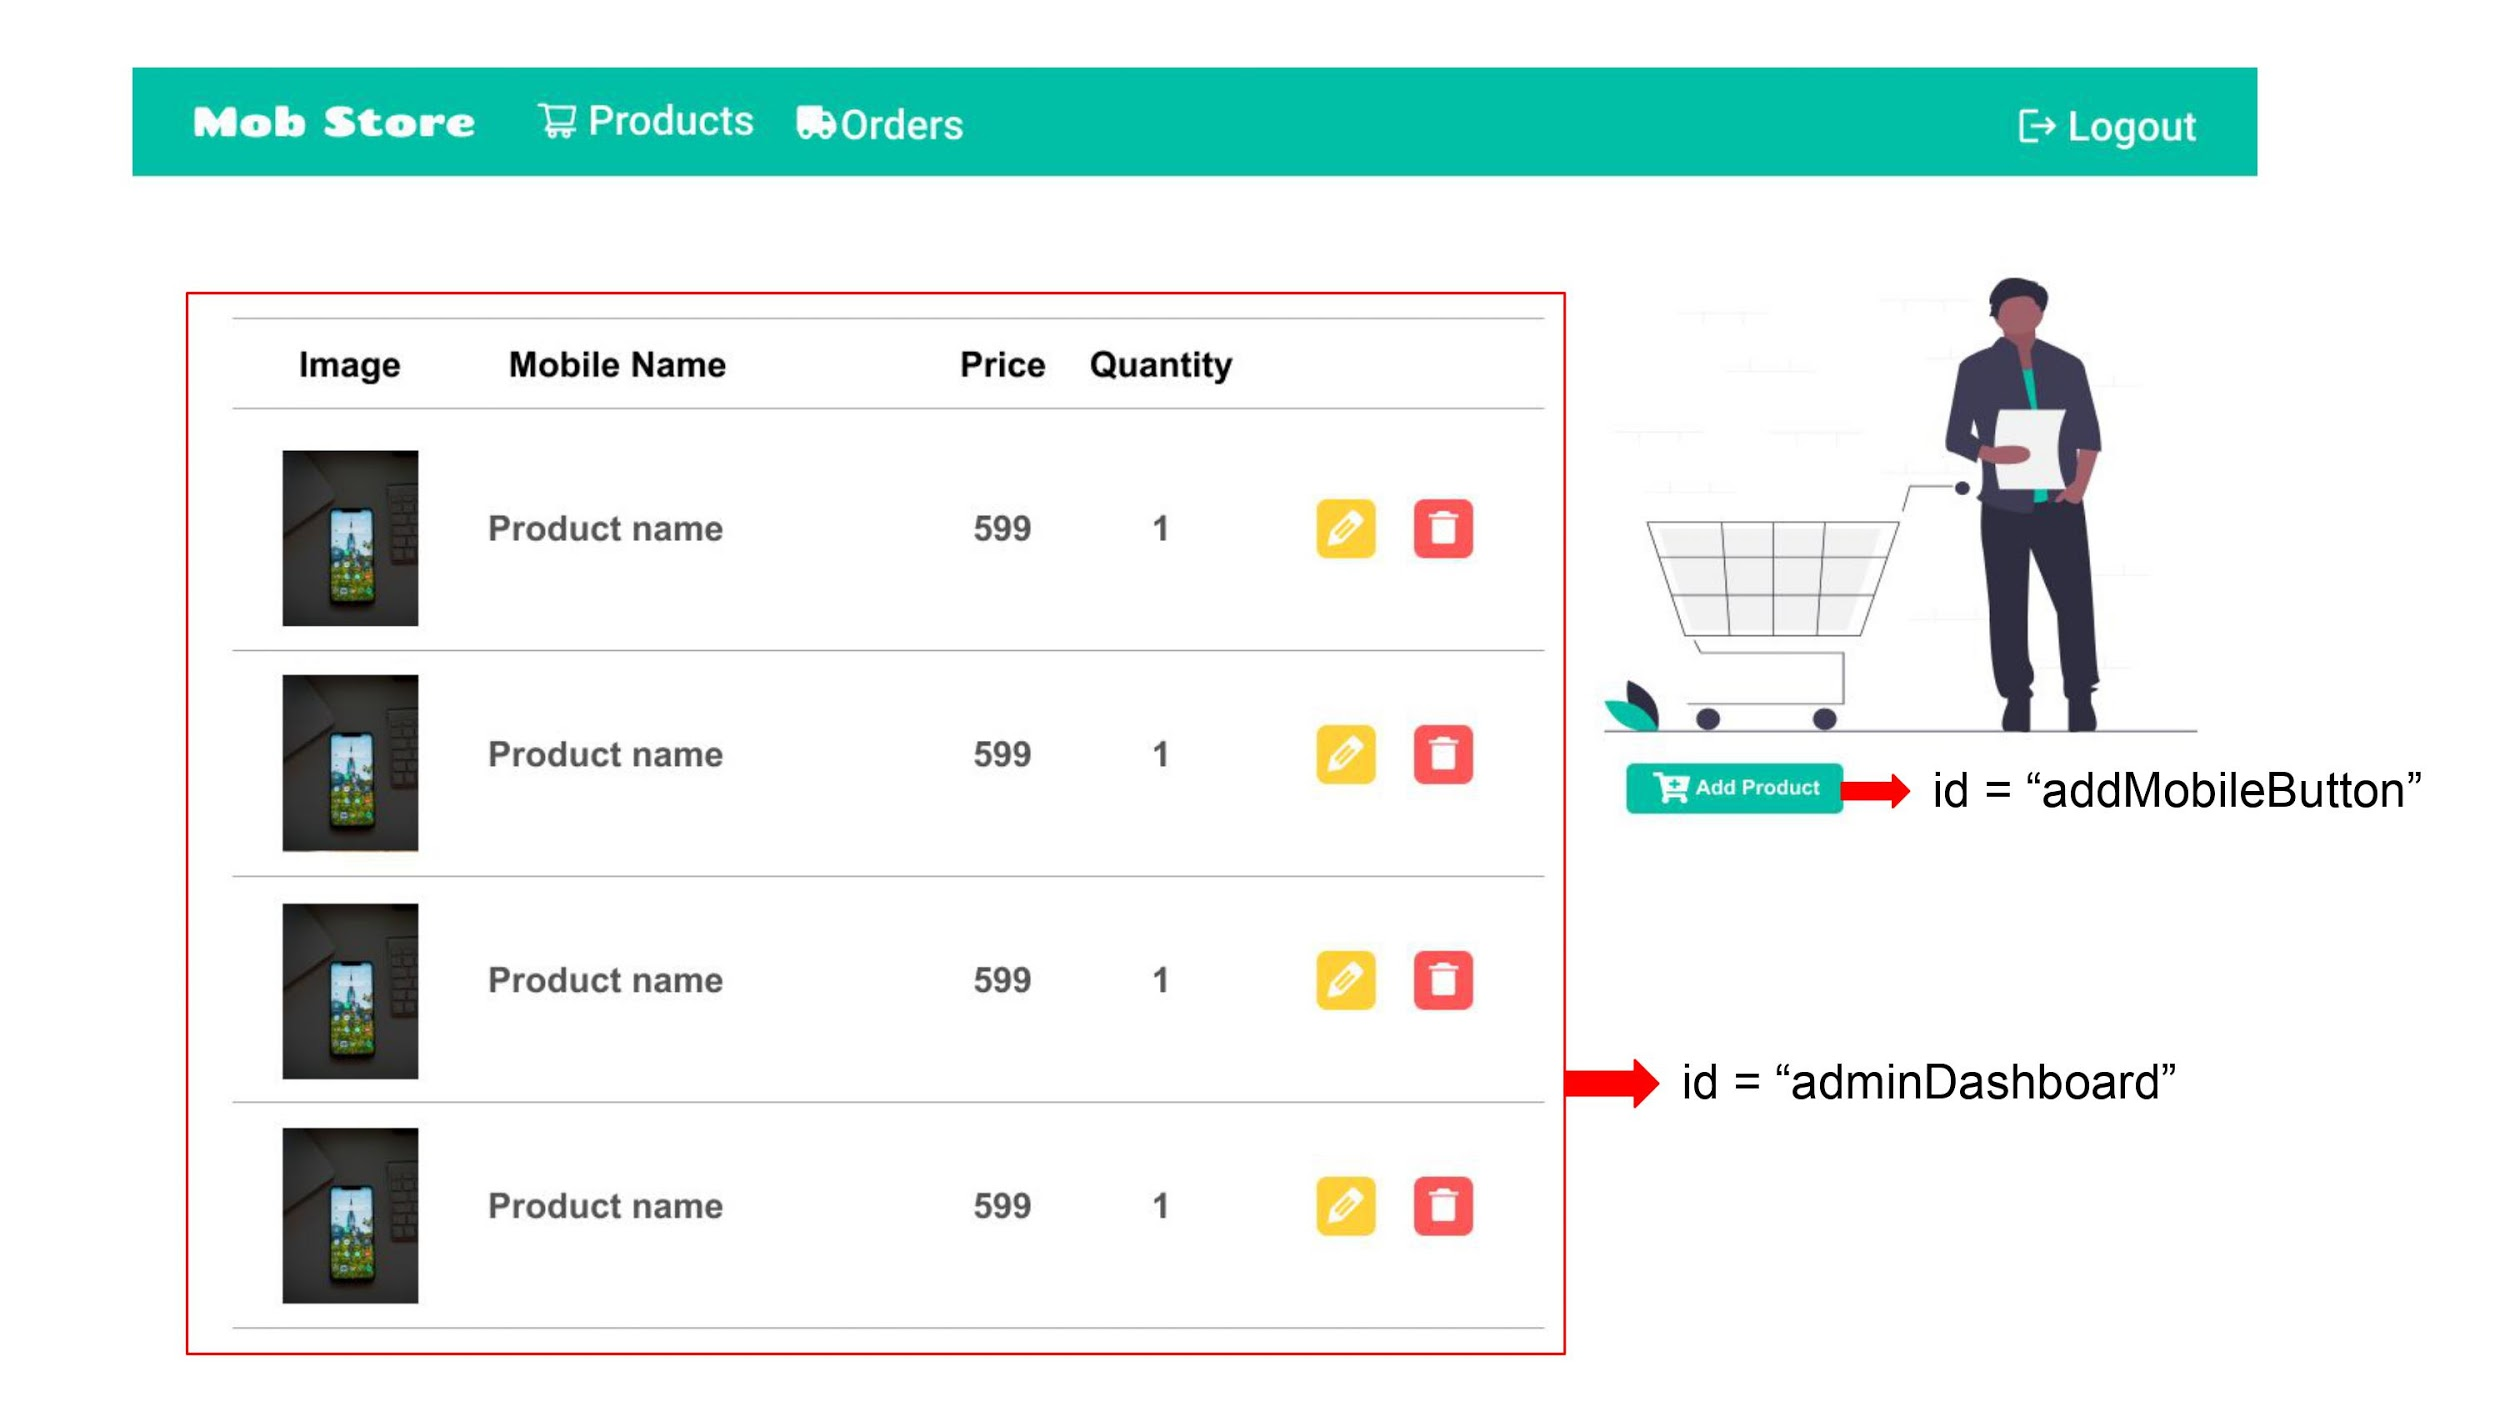 Mob Store Products Orders Logout
Image Mobile Name Price Quantity
Product name 599 1
Product name 599 1
Add Product id = “addMobileButton”
Product name 599 1
id = “adminDashboard”
Product name 599 1